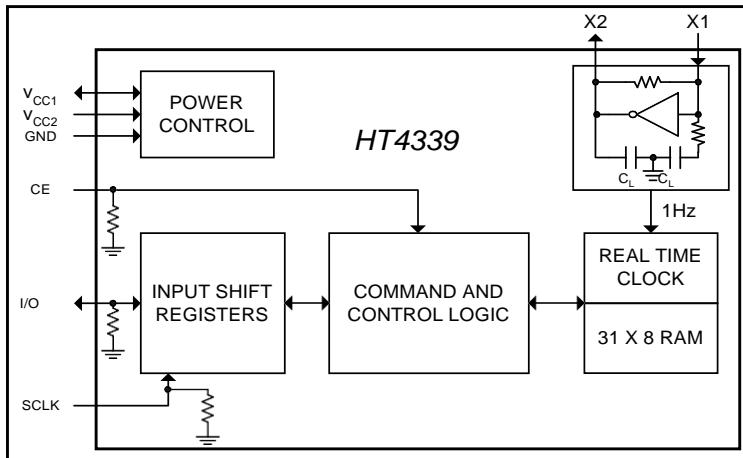 X2 X1
VCC1
VCC2
GND
POWER
CONTROL
HT4339
CL CL
CE
1Hz
I/O
INPUT SHIFT
REGISTERS
COMMAND AND
CONTROL LOGIC
REAL TIME
CLOCK
31 X 8 RAM
SCLK